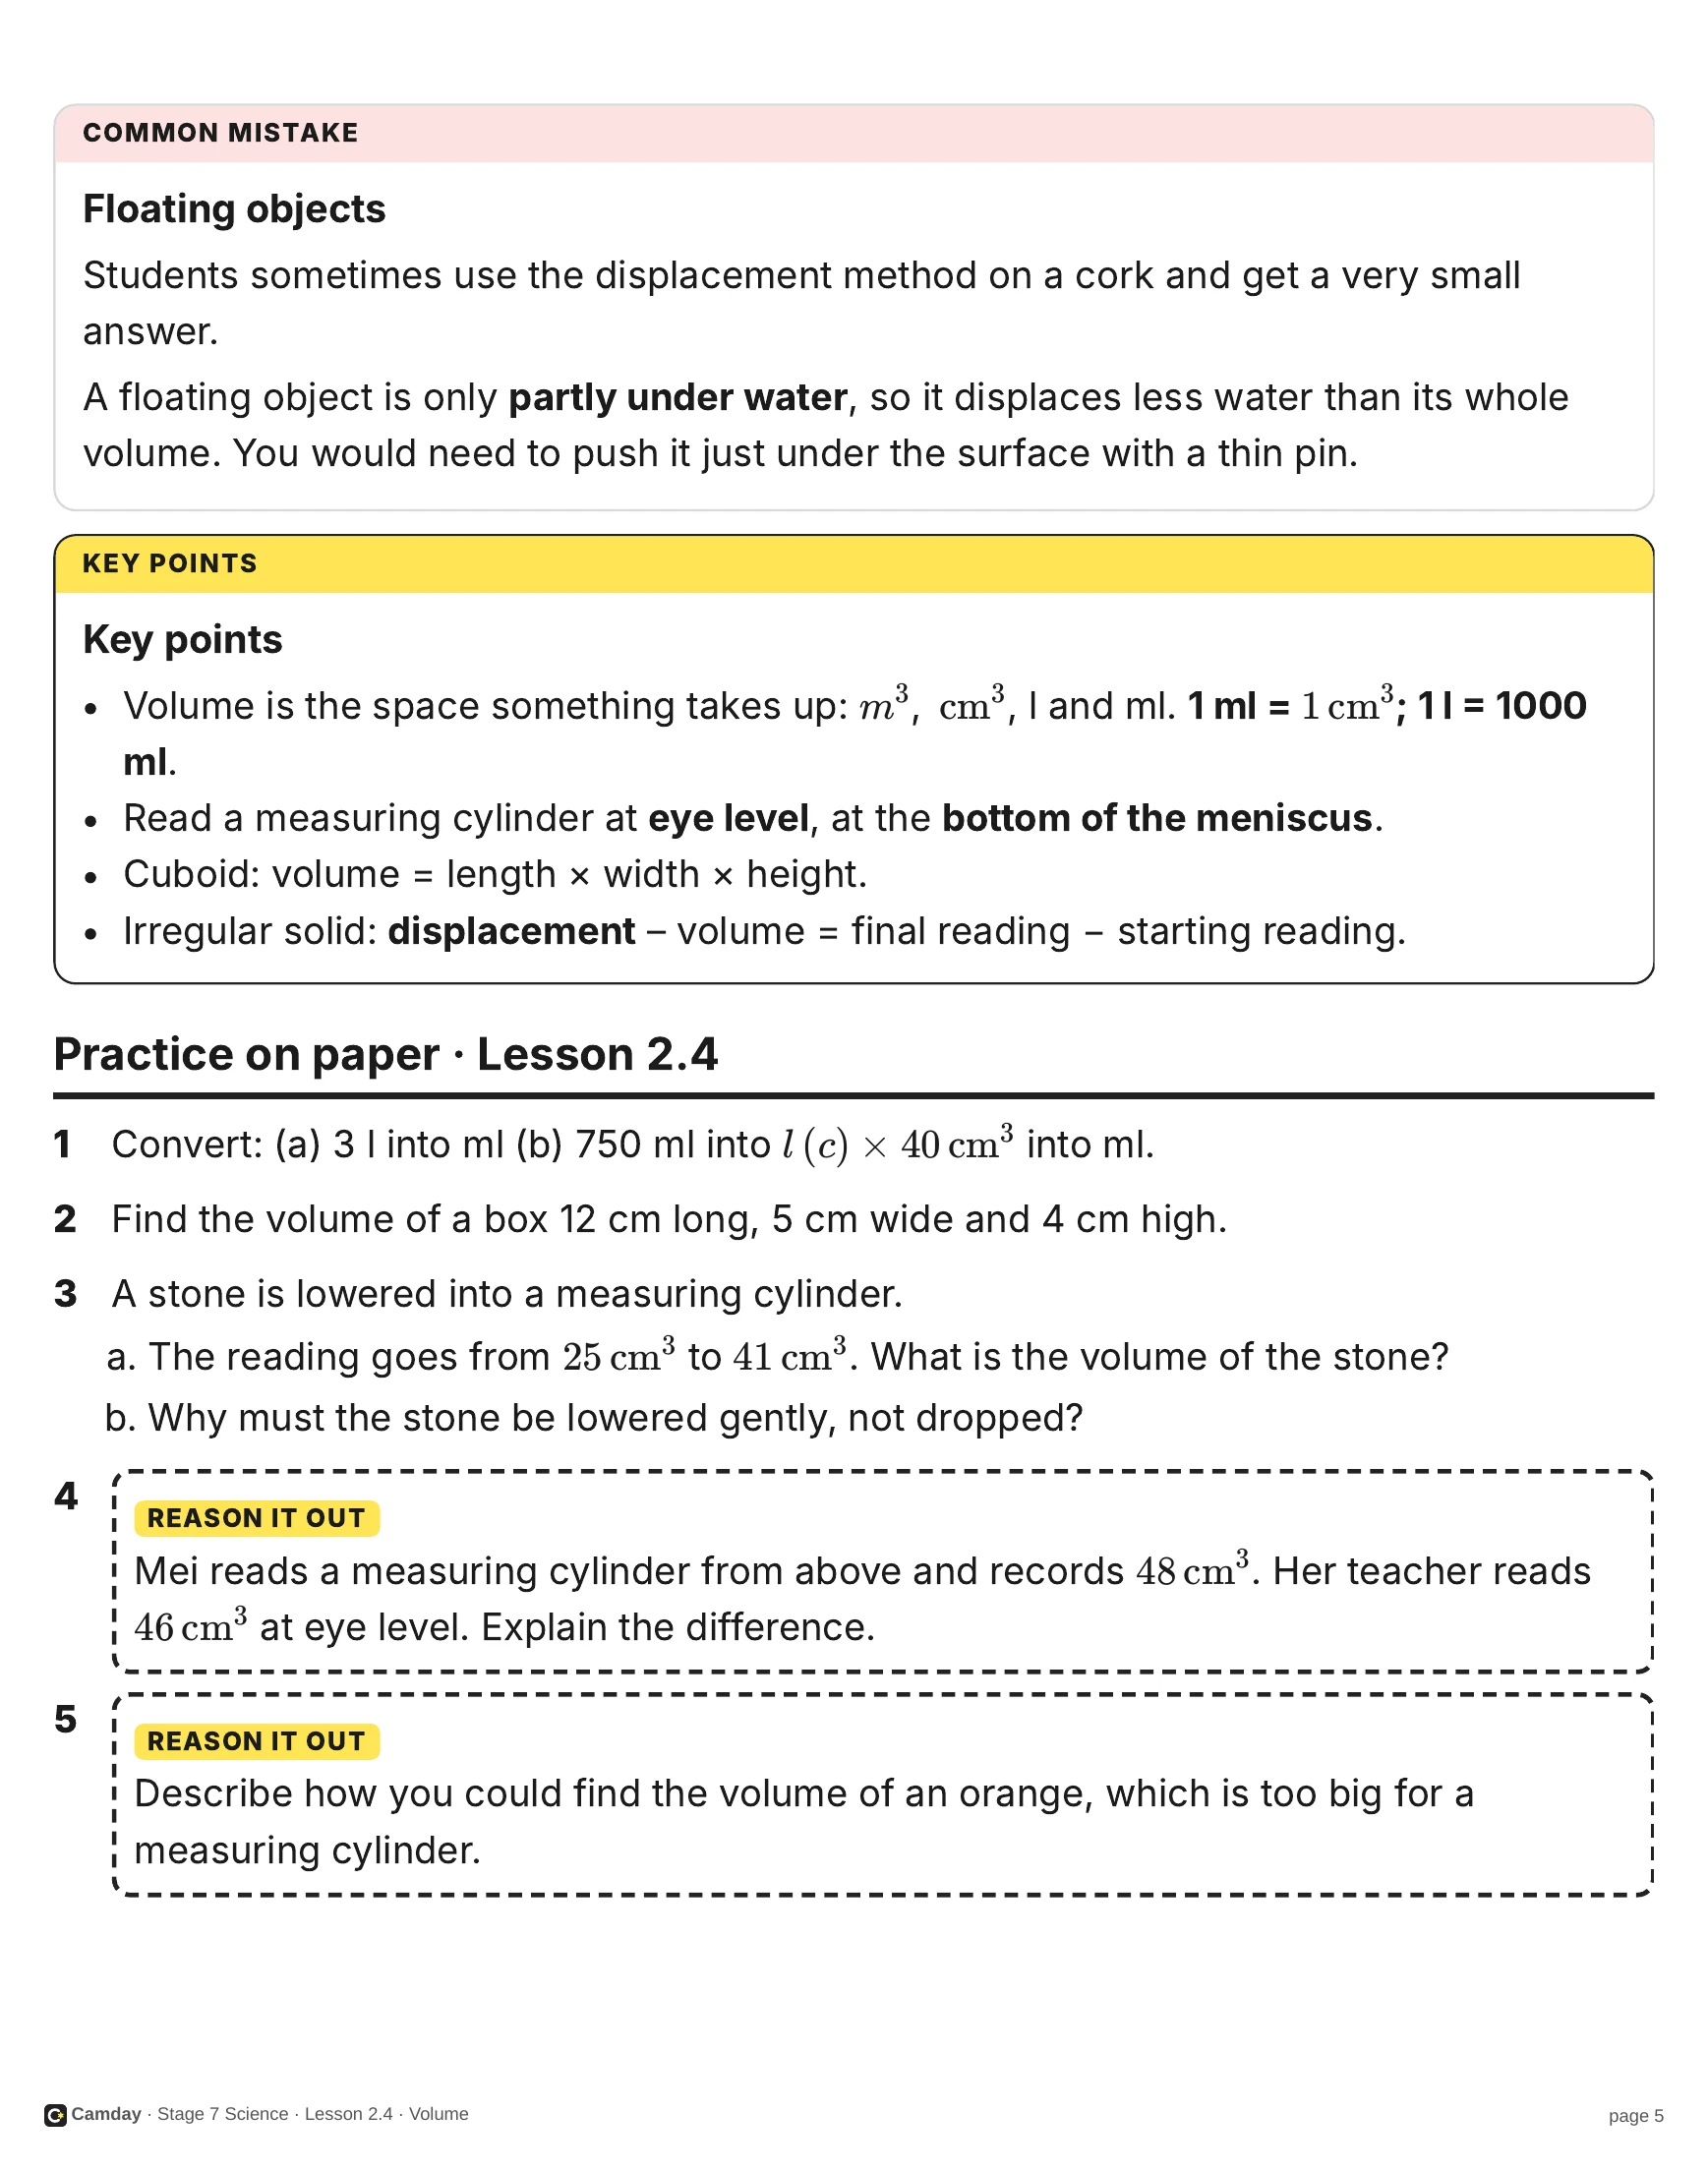 COMMON MISTAKE
Floating objects
Students sometimes use the displacement method on a cork and get a very small
answer.
A floating object is only partly under water, so it displaces less water than its whole
volume. You would need to push it just under the surface with a thin pin.
KEY POINTS
Key points
• Volume is the space something takes up: m³, cm³, l and ml. 1 ml = 1 cm³; 1 l = 1000
ml.
• Read a measuring cylinder at eye level, at the bottom of the meniscus.
• Cuboid: volume = length × width × height.
• Irregular solid: displacement – volume = final reading − starting reading.
Practice on paper · Lesson 2.4
1 Convert: (a) 3 l into ml (b) 750 ml into l (c) × 40 cm³ into ml.
2 Find the volume of a box 12 cm long, 5 cm wide and 4 cm high.
3 A stone is lowered into a measuring cylinder.
a. The reading goes from 25 cm³ to 41 cm³. What is the volume of the stone?
b. Why must the stone be lowered gently, not dropped?
4
REASON IT OUT
Mei reads a measuring cylinder from above and records 48 cm³. Her teacher reads
46 cm³ at eye level. Explain the difference.
5
REASON IT OUT
Describe how you could find the volume of an orange, which is too big for a
measuring cylinder.
Camday · Stage 7 Science · Lesson 2.4 · Volume
page 5